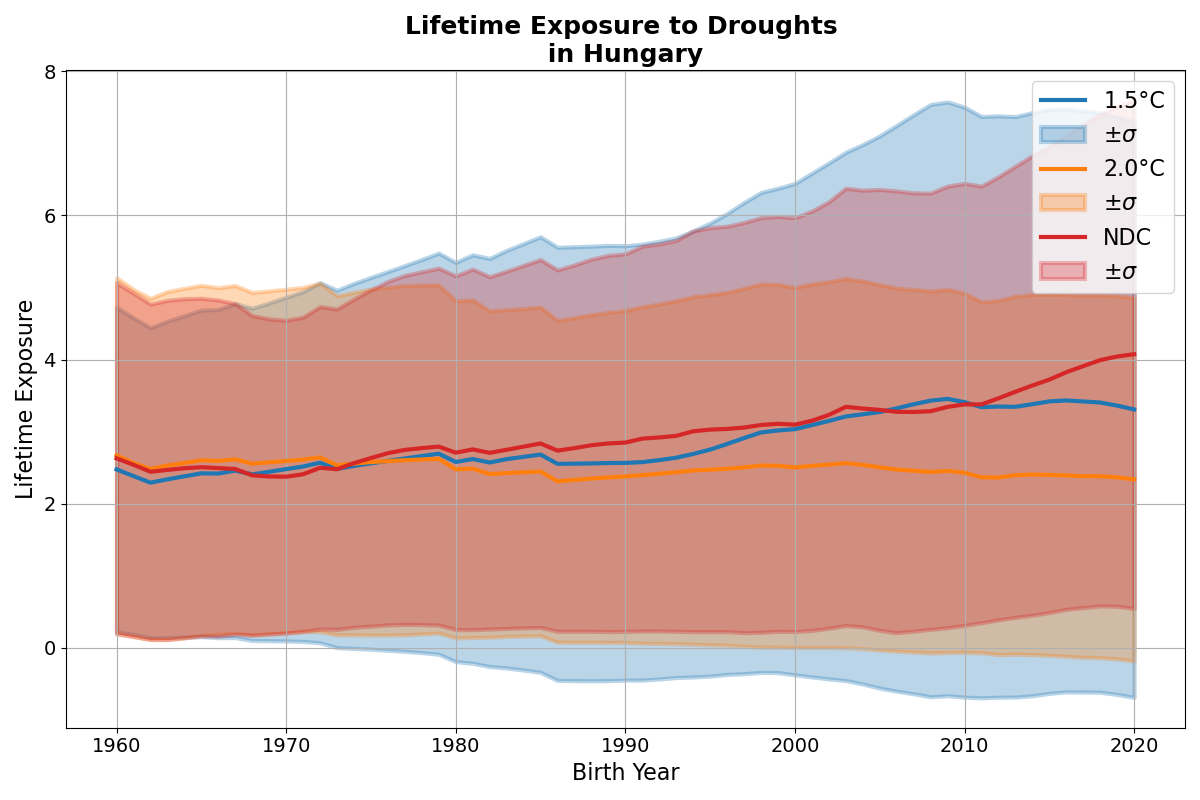 Lifetime Exposure to Droughts
in Hungary
Lifetime Exposure
8
6
4
2
0
1960 1970 1980 1990 2000 2010 2020
Birth Year
1.5°C
±σ
2.0°C
±σ
NDC
±σ